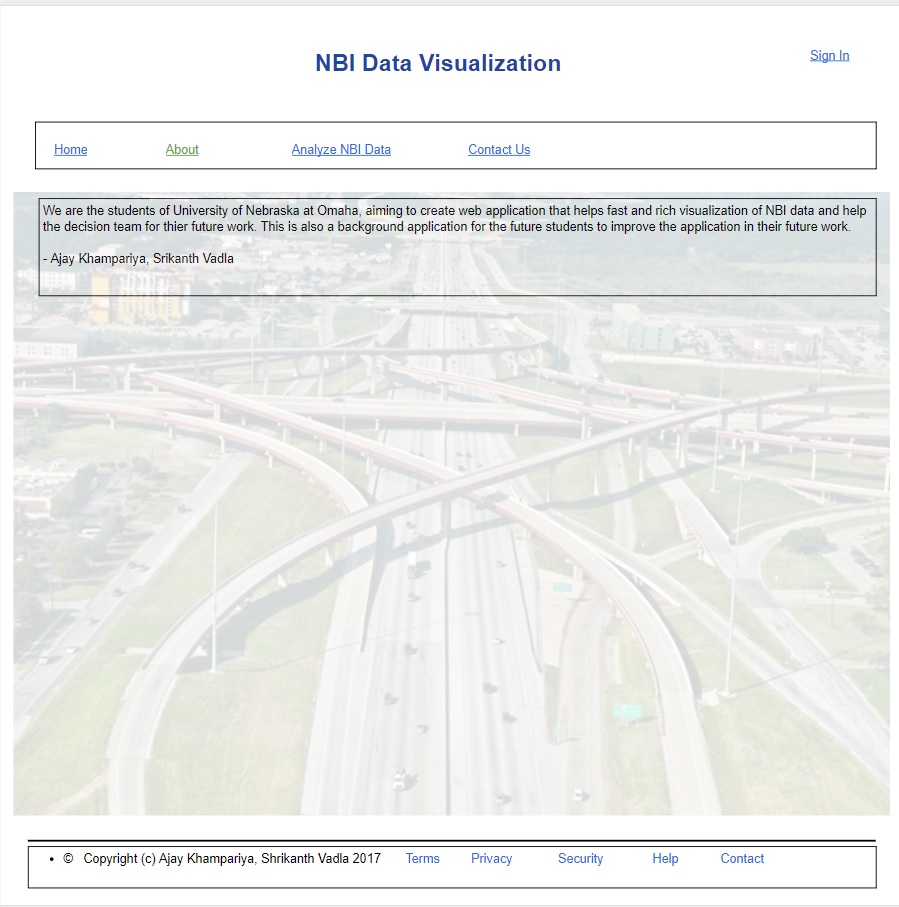 NBI Data Visualization
Sign In
Home About Analyze NBI Data Contact Us
We are the students of University of Nebraska at Omaha, aiming to create web application that helps fast and rich visualization of NBI data and help
the decision team for thier future work. This is also a background application for the future students to improve the application in their future work.
- Ajay Khampariya, Srikanth Vadla
• © Copyright (c) Ajay Khampariya, Shrikanth Vadla 2017 Terms Privacy Security Help Contact